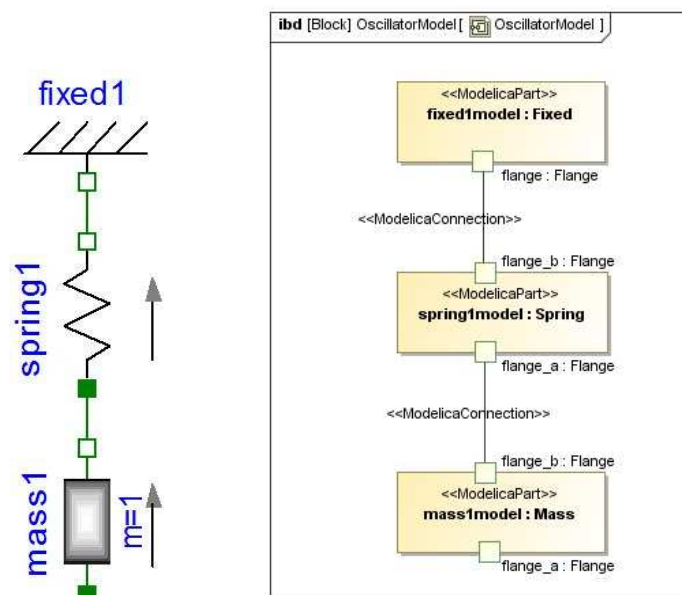 fixed1
spring1
mass1
m=1
ibd [Block] OscillatorModel [ OscillatorModel ]
<<ModelicaPart>>
fixed1model : Fixed
flange : Flange
<<ModelicaConnection>>
flange_b : Flange
<<ModelicaPart>>
spring1model : Spring
flange_a : Flange
<<ModelicaConnection>>
flange_b : Flange
<<ModelicaPart>>
mass1model : Mass
flange_a : Flange